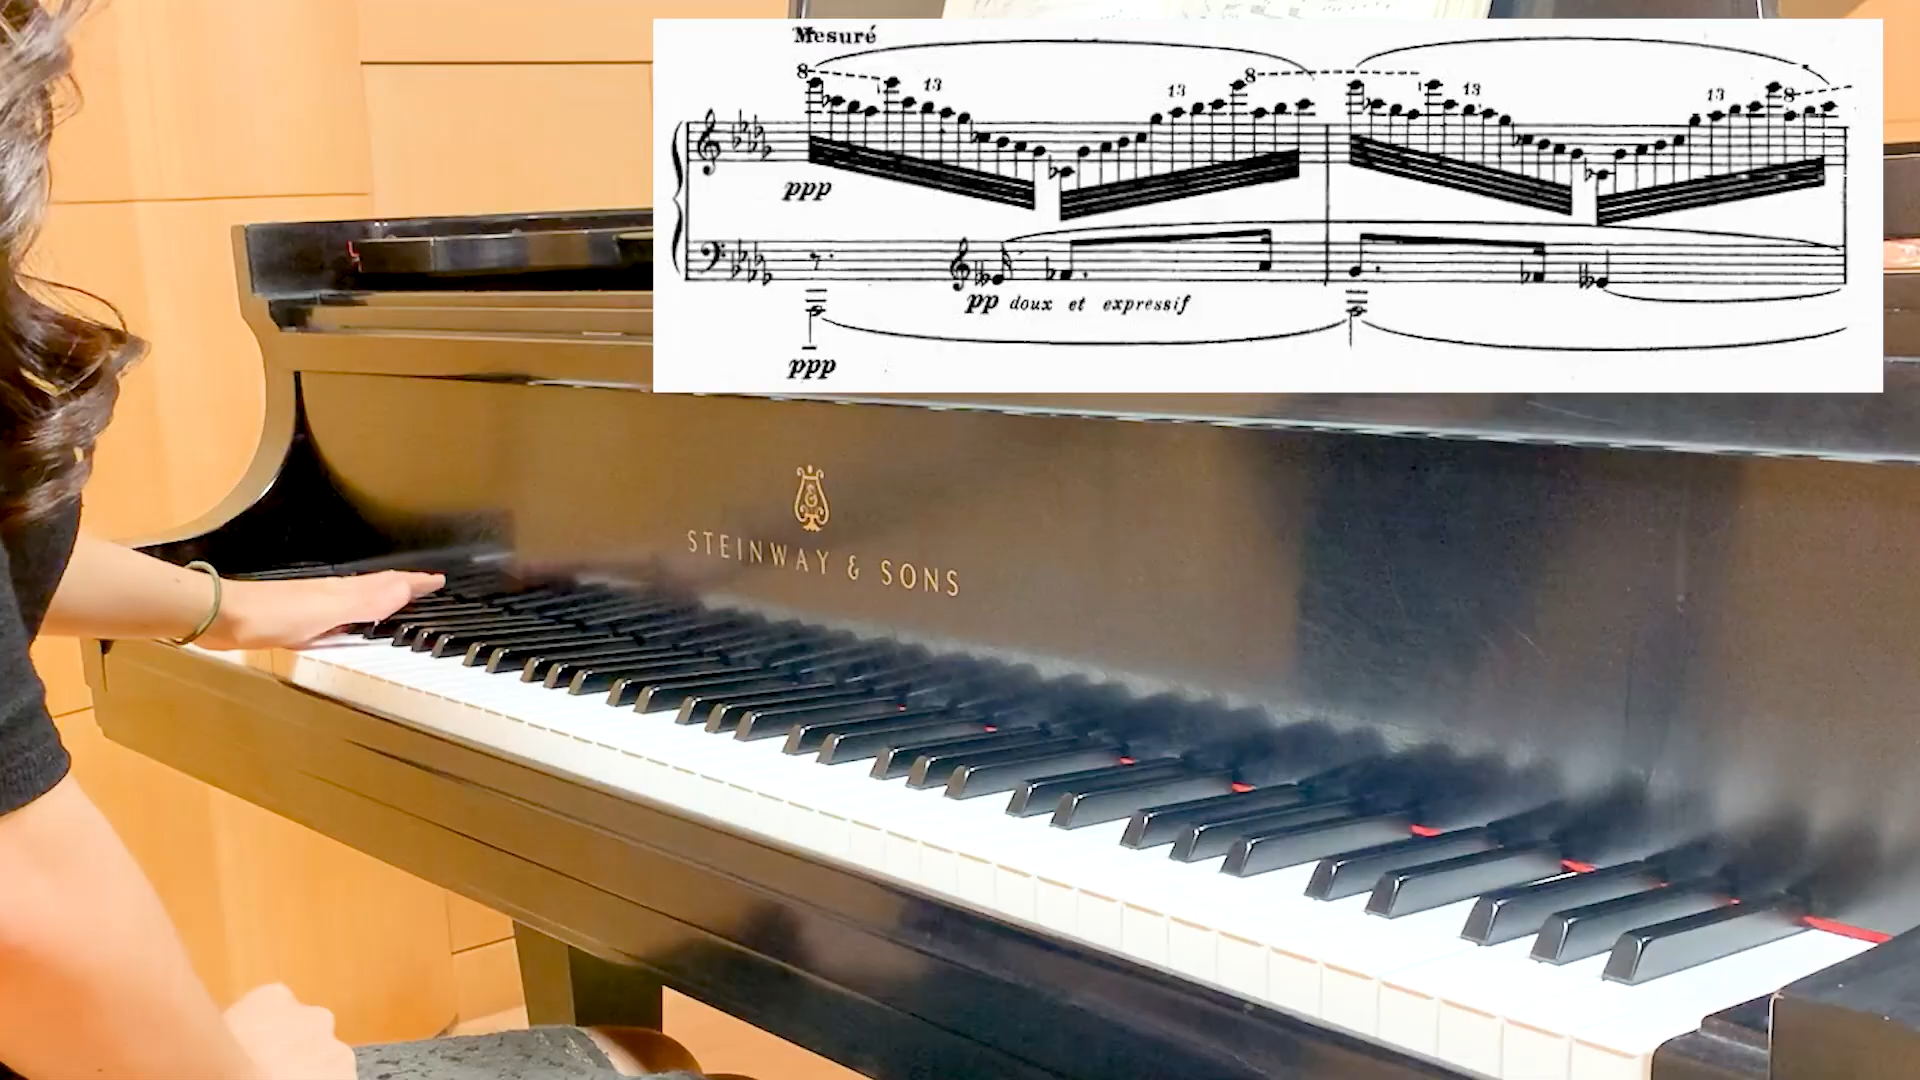 Mesuré
8 13 13 8 13 13 8
ppp
pp doux et expressif
ppp
STEINWAY & SONS